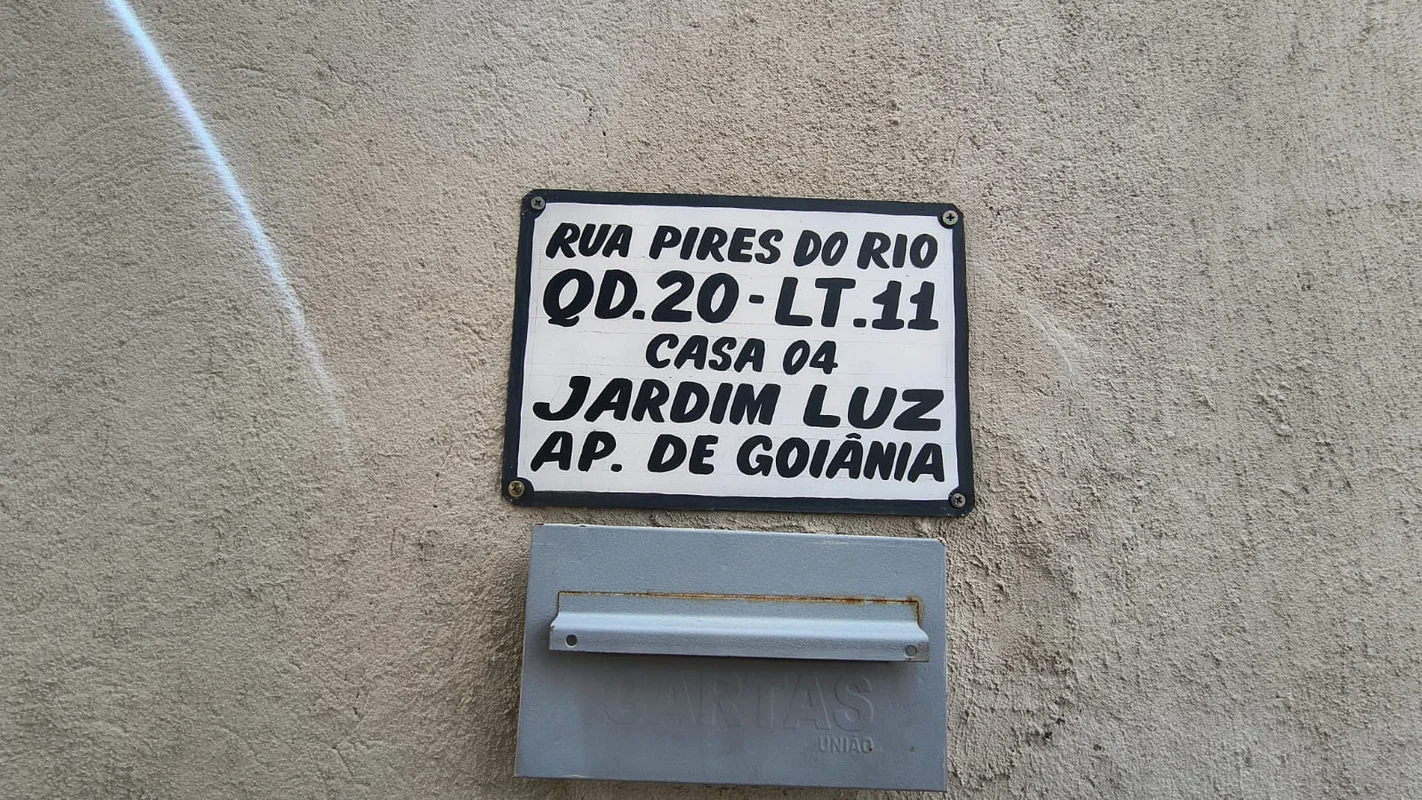 RUA PIRES DO RIO
QD.20-LT.11
CASA 04
JARDIM LUZ
AP. DE GOIÂNIA
CARTAS
UNIÃO